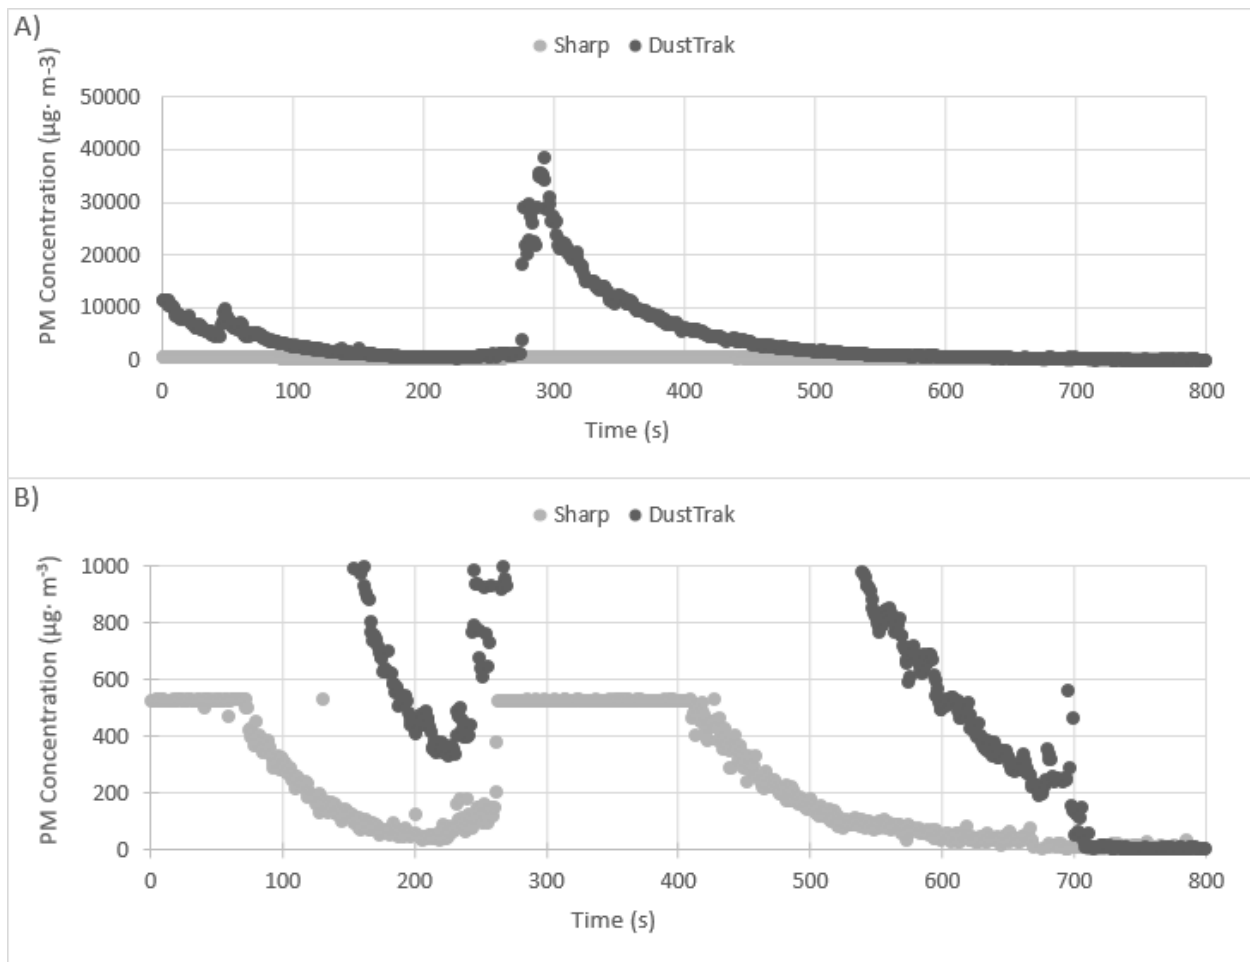 A)
Sharp DustTrak
PM Concentration (µg· m-3)
50000
40000
30000
20000
10000
0
0 100 200 300 400 500 600 700 800
Time (s)
B)
Sharp DustTrak
PM Concentration (µg· m⁻³)
1000
800
600
400
200
0
0 100 200 300 400 500 600 700 800
Time (s)